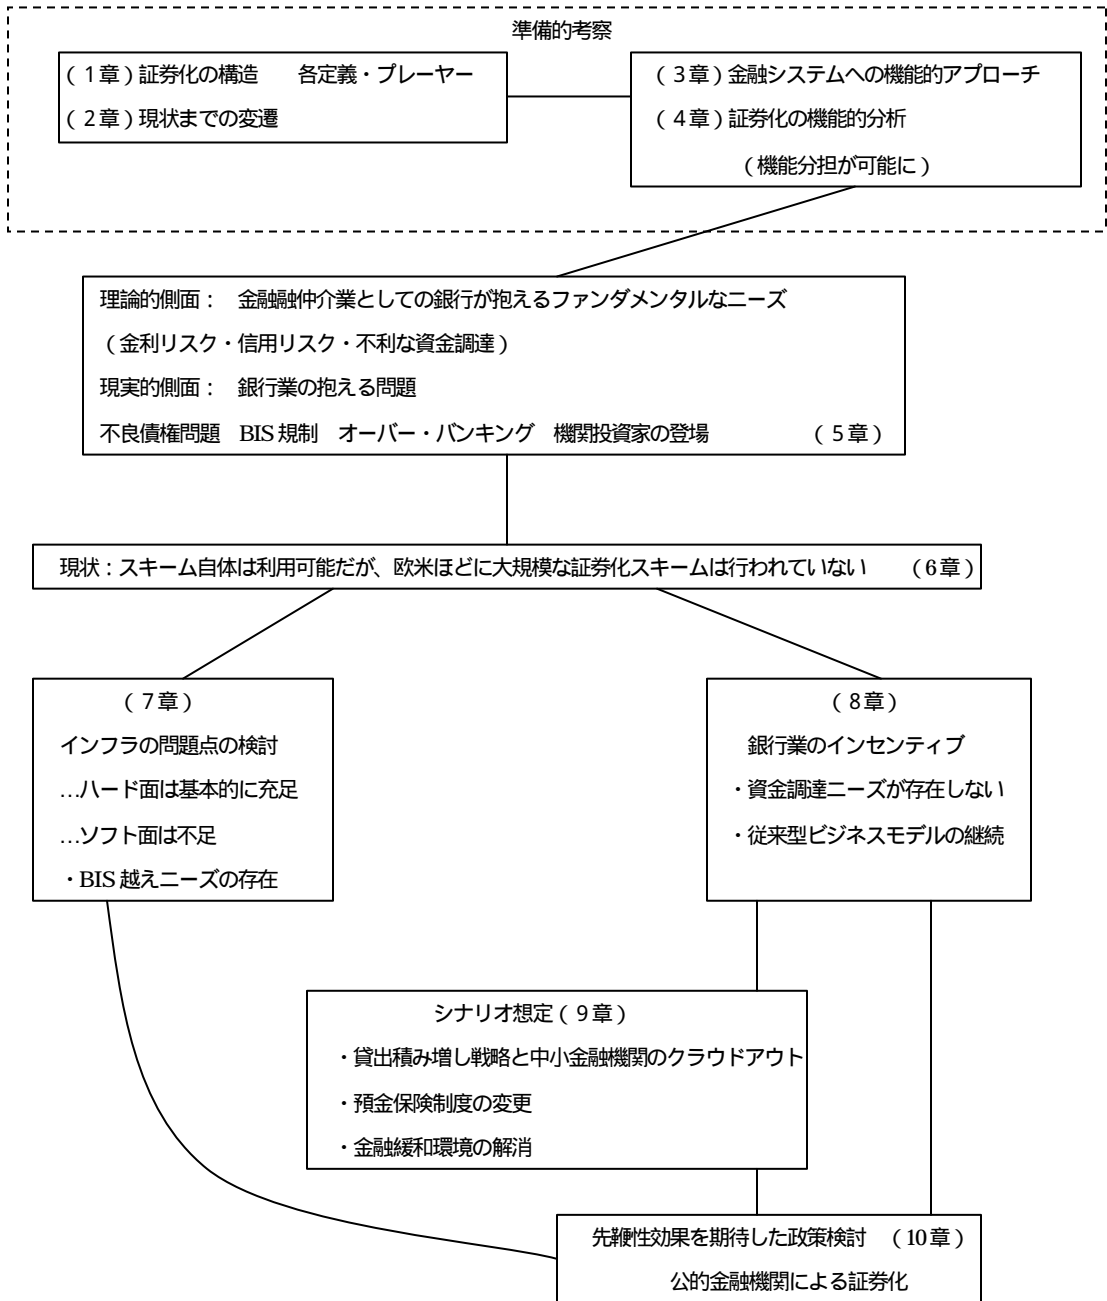 準備的考察
（１章）証券化の構造　　各定義・プレーヤー
（２章）現状までの変遷
（３章）金融システムへの機能的アプローチ
（４章）証券化の機能的分析
（機能分担が可能に）
理論的側面：　金融融仲介業としての銀行が抱えるファンダメンタルなニーズ
（金利リスク・信用リスク・不利な資金調達）
現実的側面：　銀行業の抱える問題
不良債権問題　BIS 規制　オーバー・バンキング　機関投資家の登場　　　　　（５章）
現状：スキーム自体は利用可能だが、欧米ほどに大規模な証券化スキームは行われていない　　（6 章）
（７章）
インフラの問題点の検討
…ハード面は基本的に充足
…ソフト面は不足
・BIS 越えニーズの存在
（８章）
銀行業のインセンティブ
・資金調達ニーズが存在しない
・従来型ビジネスモデルの継続
シナリオ想定（９章）
・貸出積み増し戦略と中小金融機関のクラウドアウト
・預金保険制度の変更
・金融緩和環境の解消
先鞭性効果を期待した政策検討　（10 章）
公的金融機関による証券化